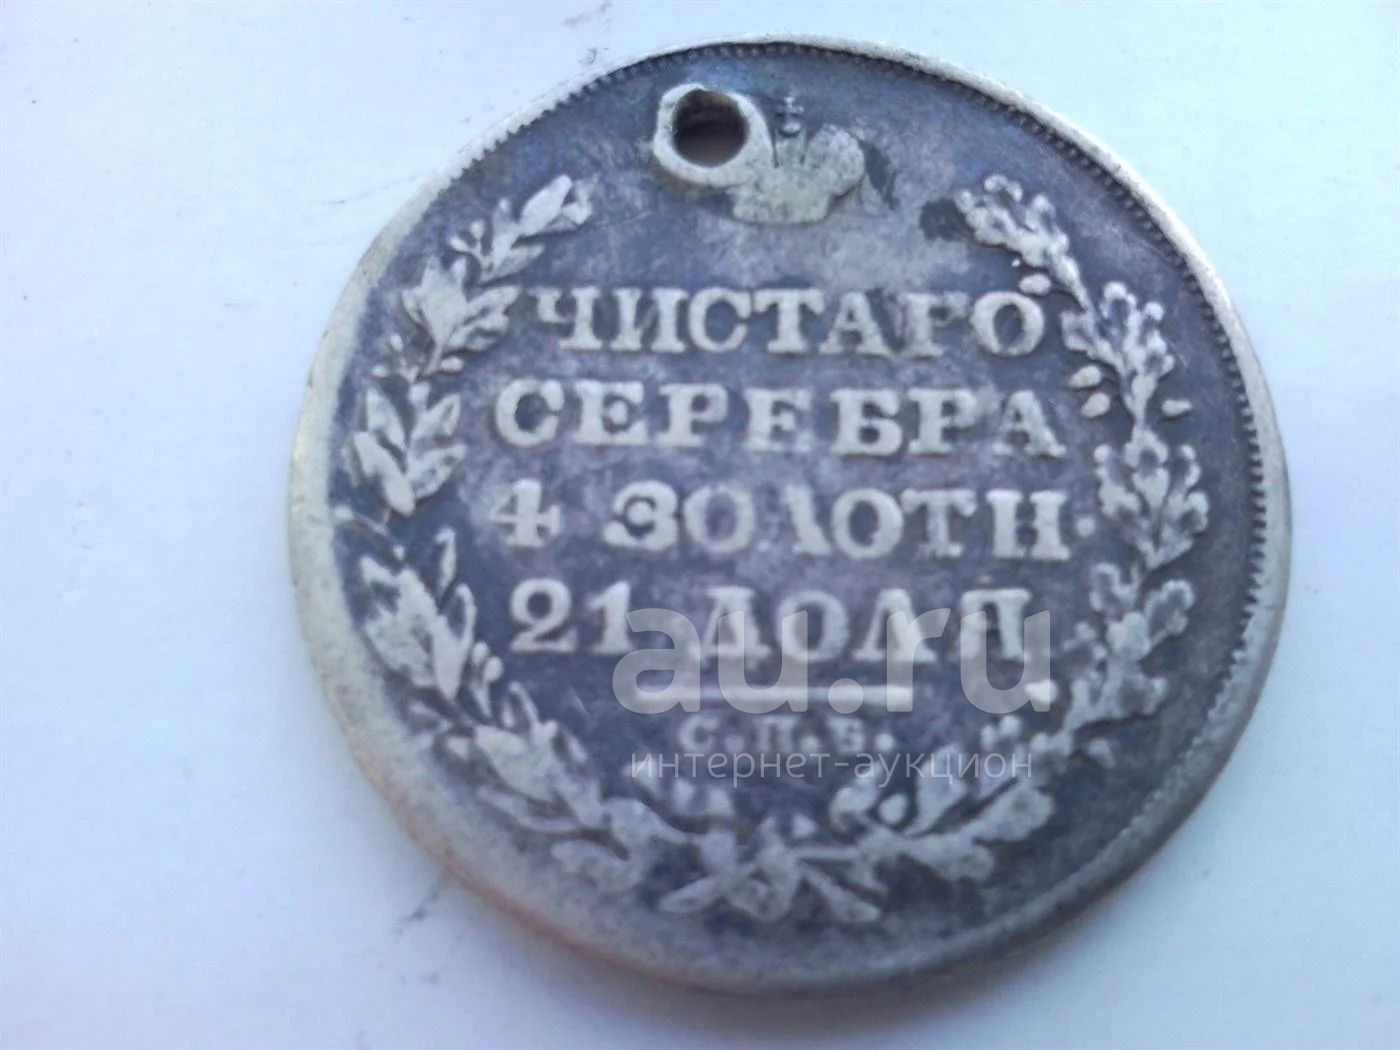 ЧИСТАГО
СЕРЕБРА
4 ЗОЛОТН.
21 ДОЛЯ
С.П.Б.
au.ru
интернет-аукцион